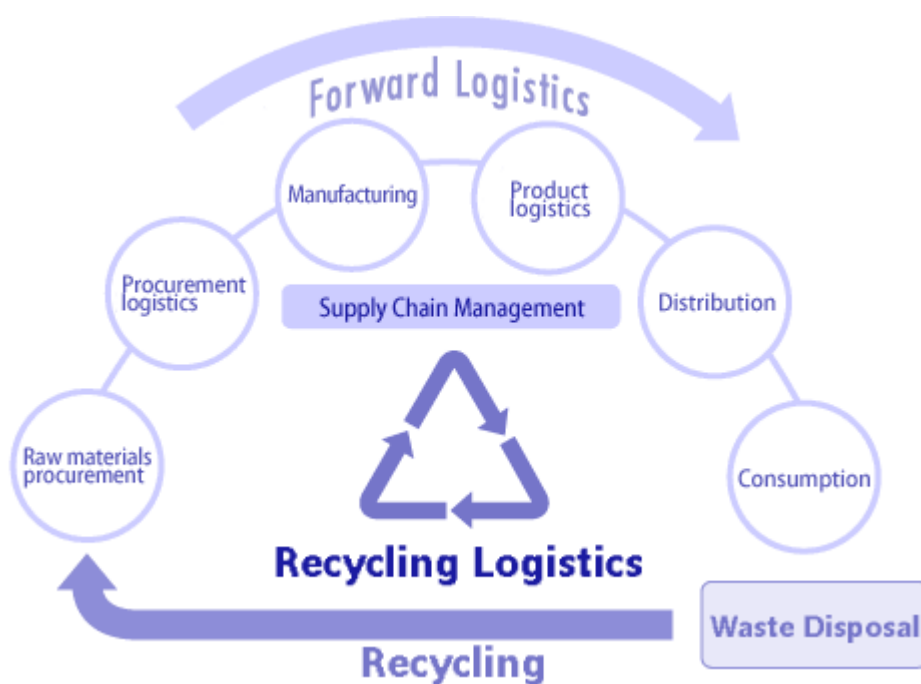 Forward Logistics
Manufacturing
Product
logistics
Procurement
logistics
Supply Chain Management
Distribution
Raw materials
procurement
Consumption
Recycling Logistics
Waste Disposal
Recycling